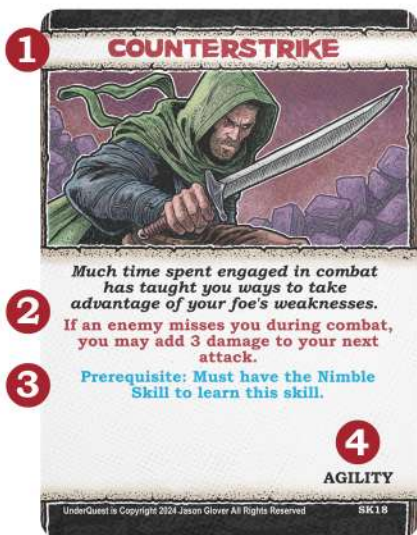 1
COUNTERSTRIKE
Much time spent engaged in combat
has taught you ways to take
advantage of your foe's weaknesses.
2
If an enemy misses you during combat,
you may add 3 damage to your next
attack.
3
Prerequisite: Must have the Nimble
Skill to learn this skill.
4
AGILITY
UnderQuest is Copyright 2024 Jason Glover All Rights Reserved
SK18